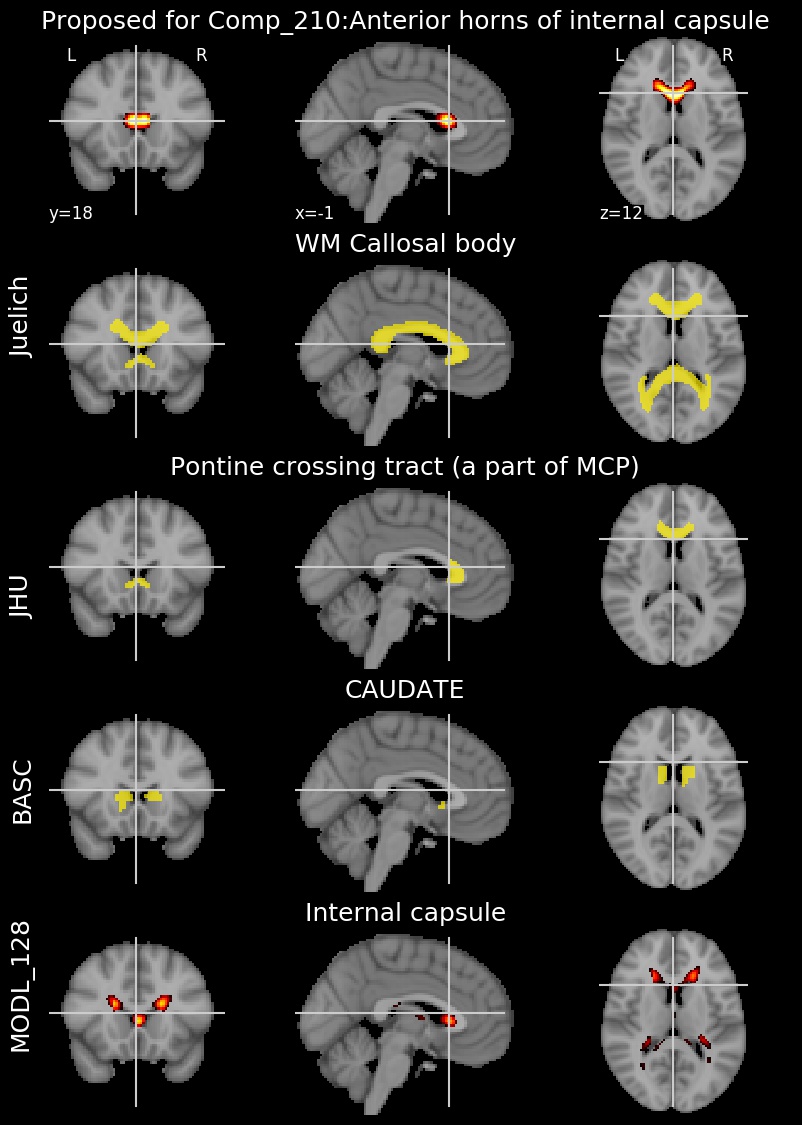 Proposed for Comp_210:Anterior horns of internal capsule
L R L R
y=18 x=-1 z=12
WM Callosal body
Juelich
Pontine crossing tract (a part of MCP)
JHU
CAUDATE
BASC
Internal capsule
MODL_128